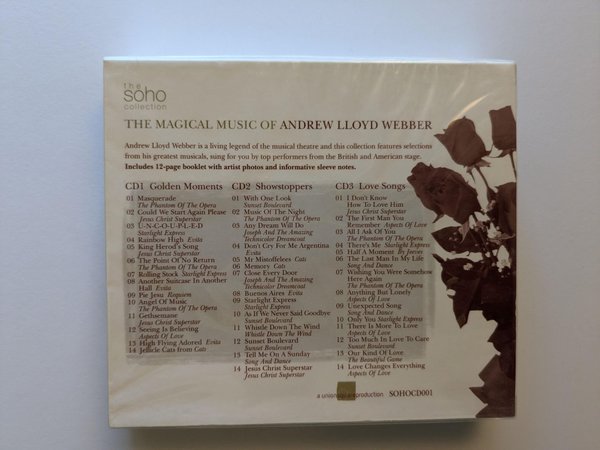 the
soho
collection
THE MAGICAL MUSIC OF ANDREW LLOYD WEBBER
Andrew Lloyd Webber is a living legend of the musical theatre and this collection features selections
from his greatest musicals, sung for you by top performers from the British and American stage.
Includes 12-page booklet with artist photos and informative sleeve notes.
CD1 Golden Moments
01 Masquerade
The Phantom Of The Opera
02 Could We Start Again Please
Jesus Christ Superstar
03 U-N-C-O-U-P-L-E-D
Starlight Express
04 Rainbow High Evita
05 King Herod's Song
Jesus Christ Superstar
06 The Point Of No Return
The Phantom Of The Opera
07 Rolling Stock Starlight Express
08 Another Suitcase In Another
Hall Evita
09 Pie Jesu Requiem
10 Angel Of Music
The Phantom Of The Opera
11 Gethsemane
Jesus Christ Superstar
12 Seeing Is Believing
Aspects Of Love
13 High Flying Adored Evita
14 Jellicle Cats from Cats
CD2 Showstoppers
01 With One Look
Sunset Boulevard
02 Music Of The Night
The Phantom Of The Opera
03 Any Dream Will Do
Joseph And The Amazing
Technicolor Dreamcoat
04 Don't Cry For Me Argentina
Evita
05 Mr Mistoffelees Cats
06 Memory Cats
07 Close Every Door
Joseph And The Amazing
Technicolor Dreamcoat
08 Buenos Aires Evita
09 Starlight Express
Starlight Express
10 As If We Never Said Goodbye
Sunset Boulevard
11 Whistle Down The Wind
Whistle Down The Wind
12 Sunset Boulevard
Sunset Boulevard
13 Tell Me On A Sunday
Song And Dance
14 Jesus Christ Superstar
Jesus Christ Superstar
CD3 Love Songs
01 I Don't Know
How To Love Him
Jesus Christ Superstar
02 The First Man You
Remember Aspects Of Love
03 All I Ask Of You
The Phantom Of The Opera
04 There's Me Starlight Express
05 Half A Moment By Jeeves
06 The Last Man In My Life
Song And Dance
07 Wishing You Were Somehow
Here Again
The Phantom Of The Opera
08 Anything But Lonely
Aspects Of Love
09 Unexpected Song
Song And Dance
10 Only You Starlight Express
11 There Is More To Love
Aspects Of Love
12 Too Much In Love To Care
Sunset Boulevard
13 Our Kind Of Love
The Beautiful Game
14 Love Changes Everything
Aspects Of Love
a union square production SOHOCD001